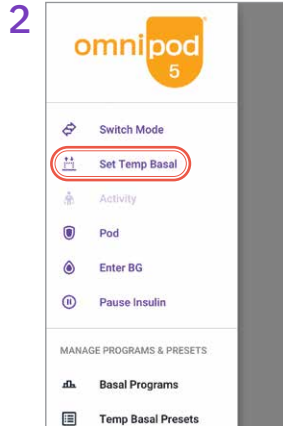 2
omnipod
5
Switch Mode
Set Temp Basal
Activity
Pod
Enter BG
Pause Insulin
MANAGE PROGRAMS & PRESETS
Basal Programs
Temp Basal Presets